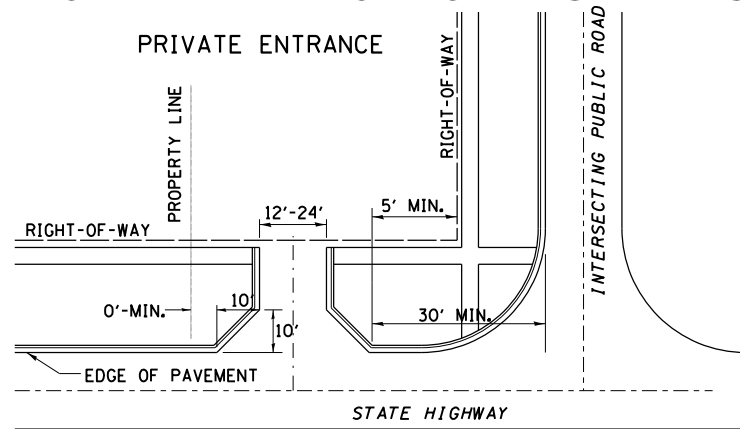 PRIVATE ENTRANCE
PROPERTY LINE
RIGHT-OF-WAY
INTERSECTING PUBLIC ROAD
12'-24'
5' MIN.
RIGHT-OF-WAY
0'-MIN.
10'
10'
30' MIN.
EDGE OF PAVEMENT
STATE HIGHWAY